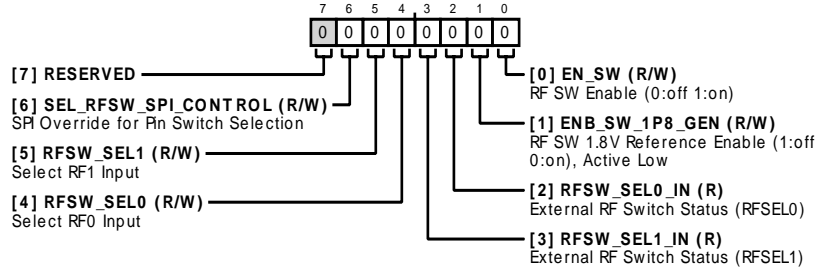 7 6 5 4 3 2 1 0
0 0 0 0 0 0 0 0
[7] RESERVED
[6] SEL_RFSW_SPI_CONTROL (R/W)
SPI Override for Pin Switch Selection
[5] RFSW_SEL1 (R/W)
Select RF1 Input
[4] RFSW_SEL0 (R/W)
Select RF0 Input
[0] EN_SW (R/W)
RF SW Enable (0:off 1:on)
[1] ENB_SW_1P8_GEN (R/W)
RF SW 1.8V Reference Enable (1:off
0:on), Active Low
[2] RFSW_SEL0_IN (R)
External RF Switch Status (RFSEL0)
[3] RFSW_SEL1_IN (R)
External RF Switch Status (RFSEL1)